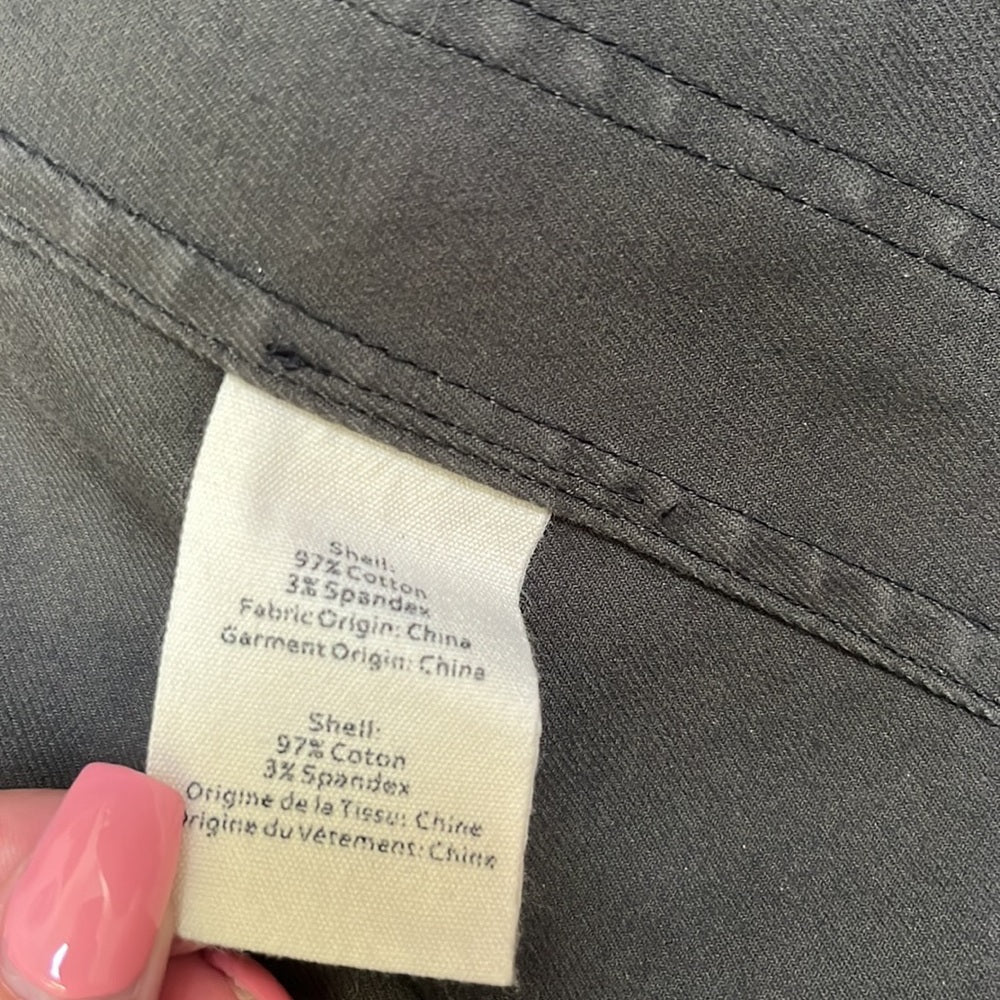 Shell:
97% Cotton
3% Spandex
Fabric Origin: China
Garment Origin: China
Shell:
97% Coton
3% Spandex
Origine de la Tissu: Chine
Origine du Vétement: Chine